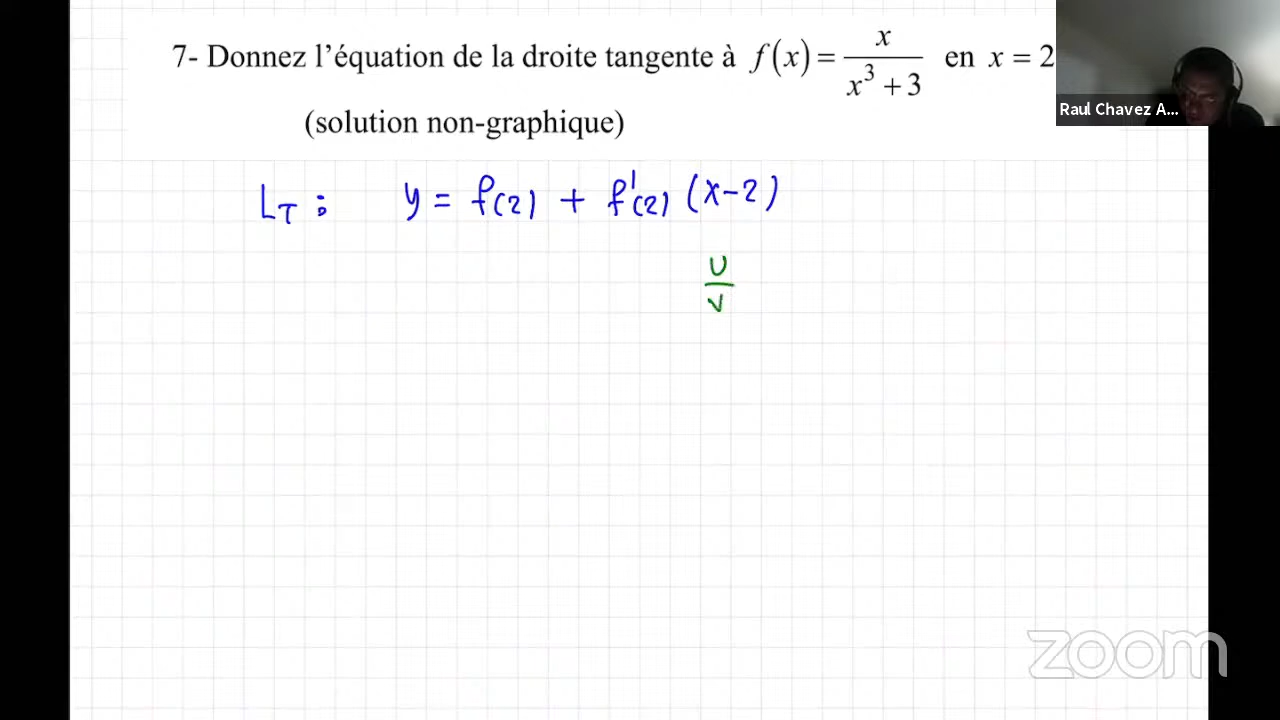 7- Donnez l’équation de la droite tangente à f(x) = x / (x³ + 3) en x = 2
(solution non-graphique)
L_T : y = f(2) + f'(2) (x-2)
U
V
Raul Chavez A...
zoom